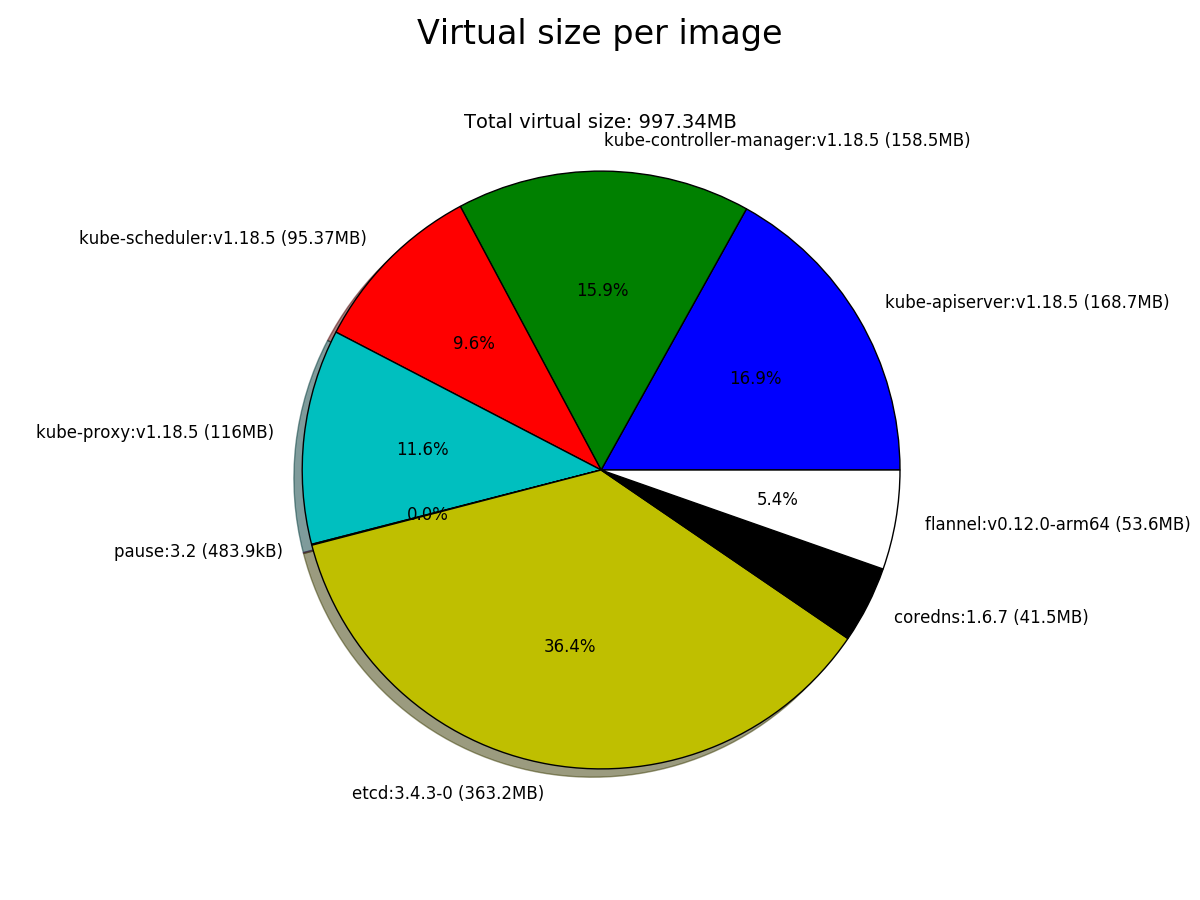 Virtual size per image
Total virtual size: 997.34MB
kube-controller-manager:v1.18.5 (158.5MB)
kube-scheduler:v1.18.5 (95.37MB)
15.9%
kube-apiserver:v1.18.5 (168.7MB)
9.6%
16.9%
kube-proxy:v1.18.5 (116MB)
11.6%
5.4%
0.0%
flannel:v0.12.0-arm64 (53.6MB)
pause:3.2 (483.9kB)
coredns:1.6.7 (41.5MB)
36.4%
etcd:3.4.3-0 (363.2MB)